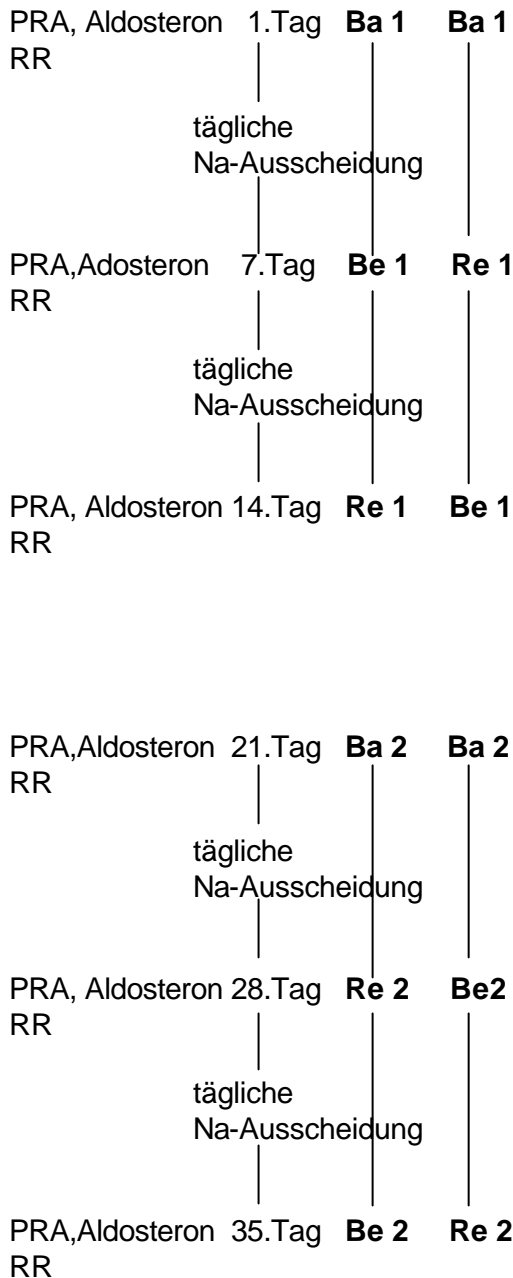 PRA, Aldosteron 1.Tag Ba 1 Ba 1
RR
tägliche
Na-Ausscheidung
PRA,Adosteron 7.Tag Be 1 Re 1
RR
tägliche
Na-Ausscheidung
PRA, Aldosteron 14.Tag Re 1 Be 1
RR
PRA,Aldosteron 21.Tag Ba 2 Ba 2
RR
tägliche
Na-Ausscheidung
PRA, Aldosteron 28.Tag Re 2 Be2
RR
tägliche
Na-Ausscheidung
PRA,Aldosteron 35.Tag Be 2 Re 2
RR